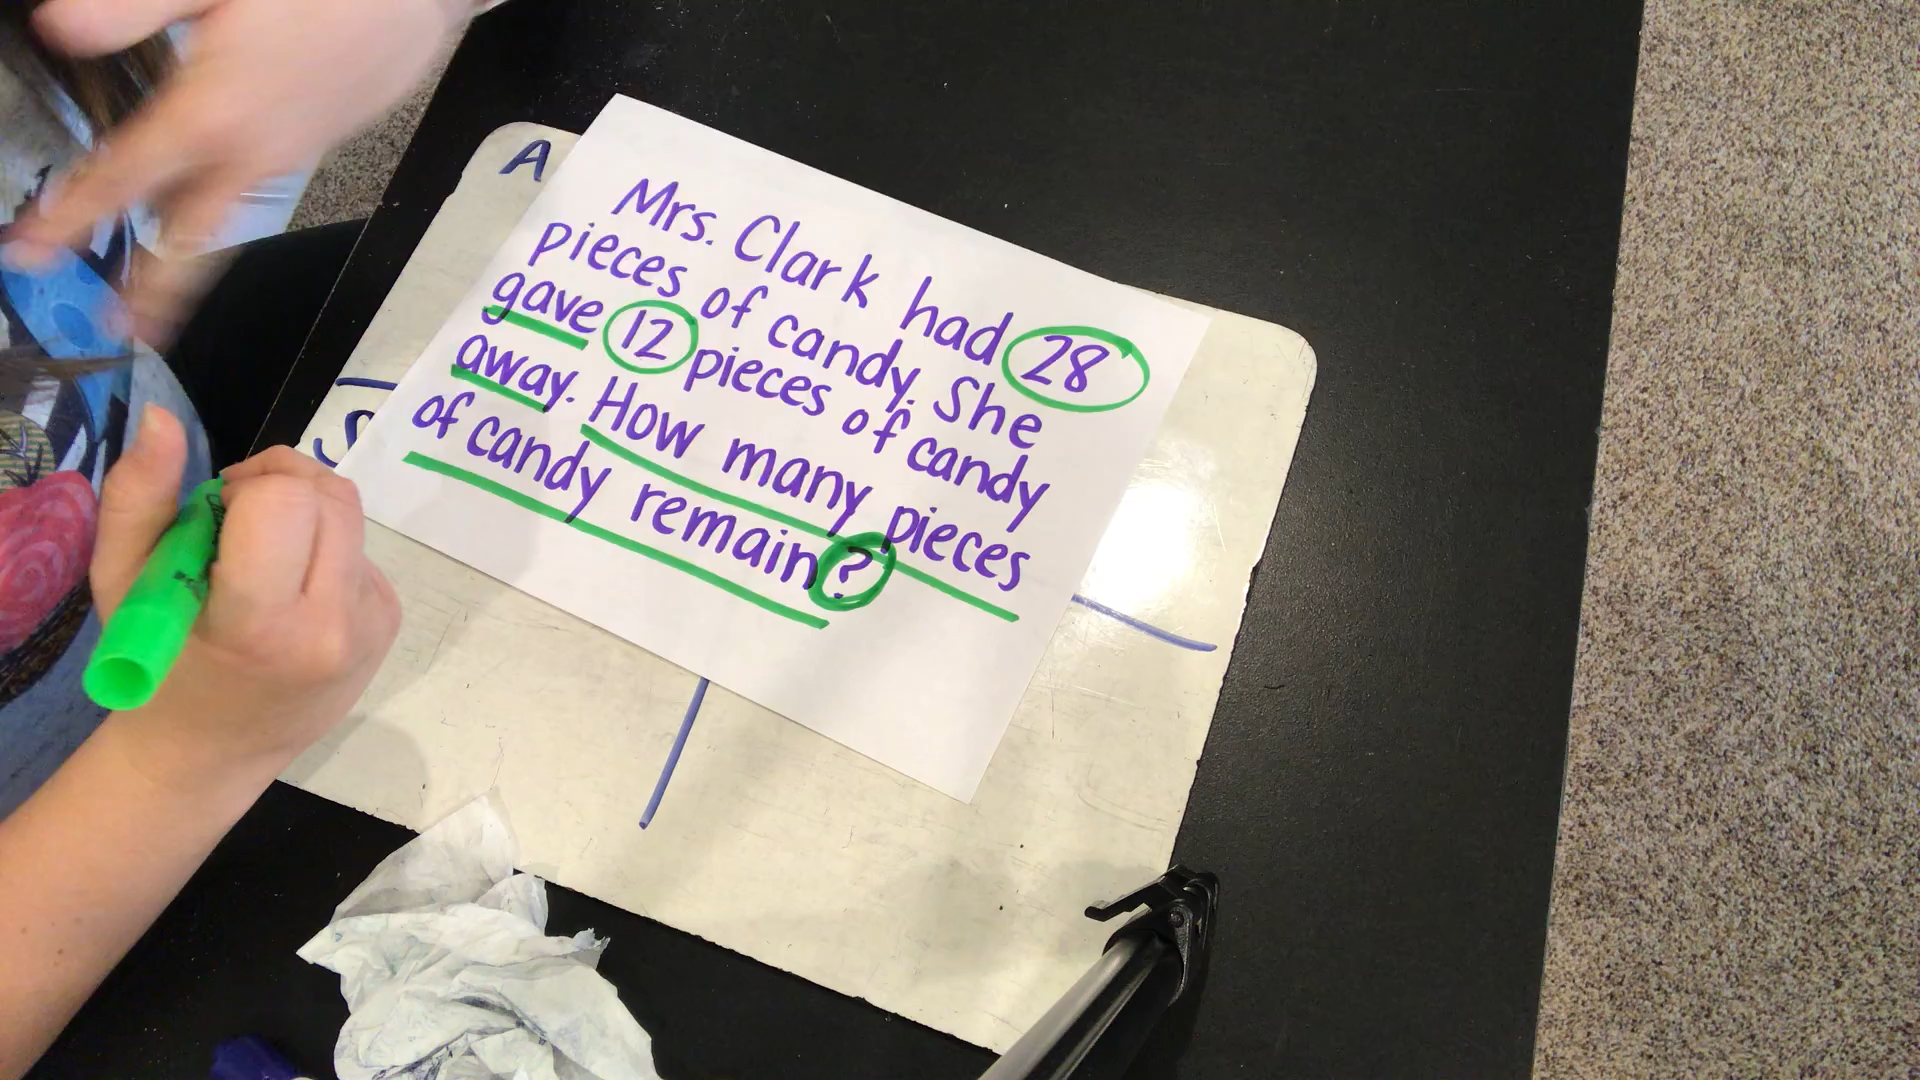 A
Mrs. Clark had 28
pieces of candy. She
gave 12 pieces of candy
away. How many pieces
of candy remain?
S